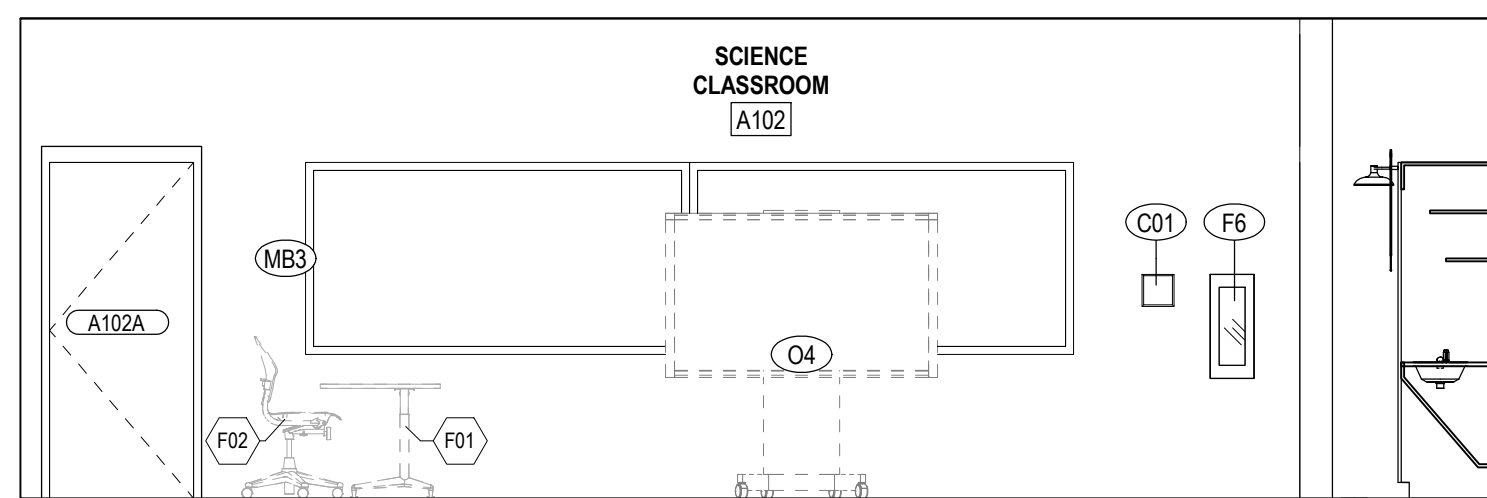 SCIENCE
CLASSROOM
A102
C01
F6
MB3
A102A
O4
F02
F01